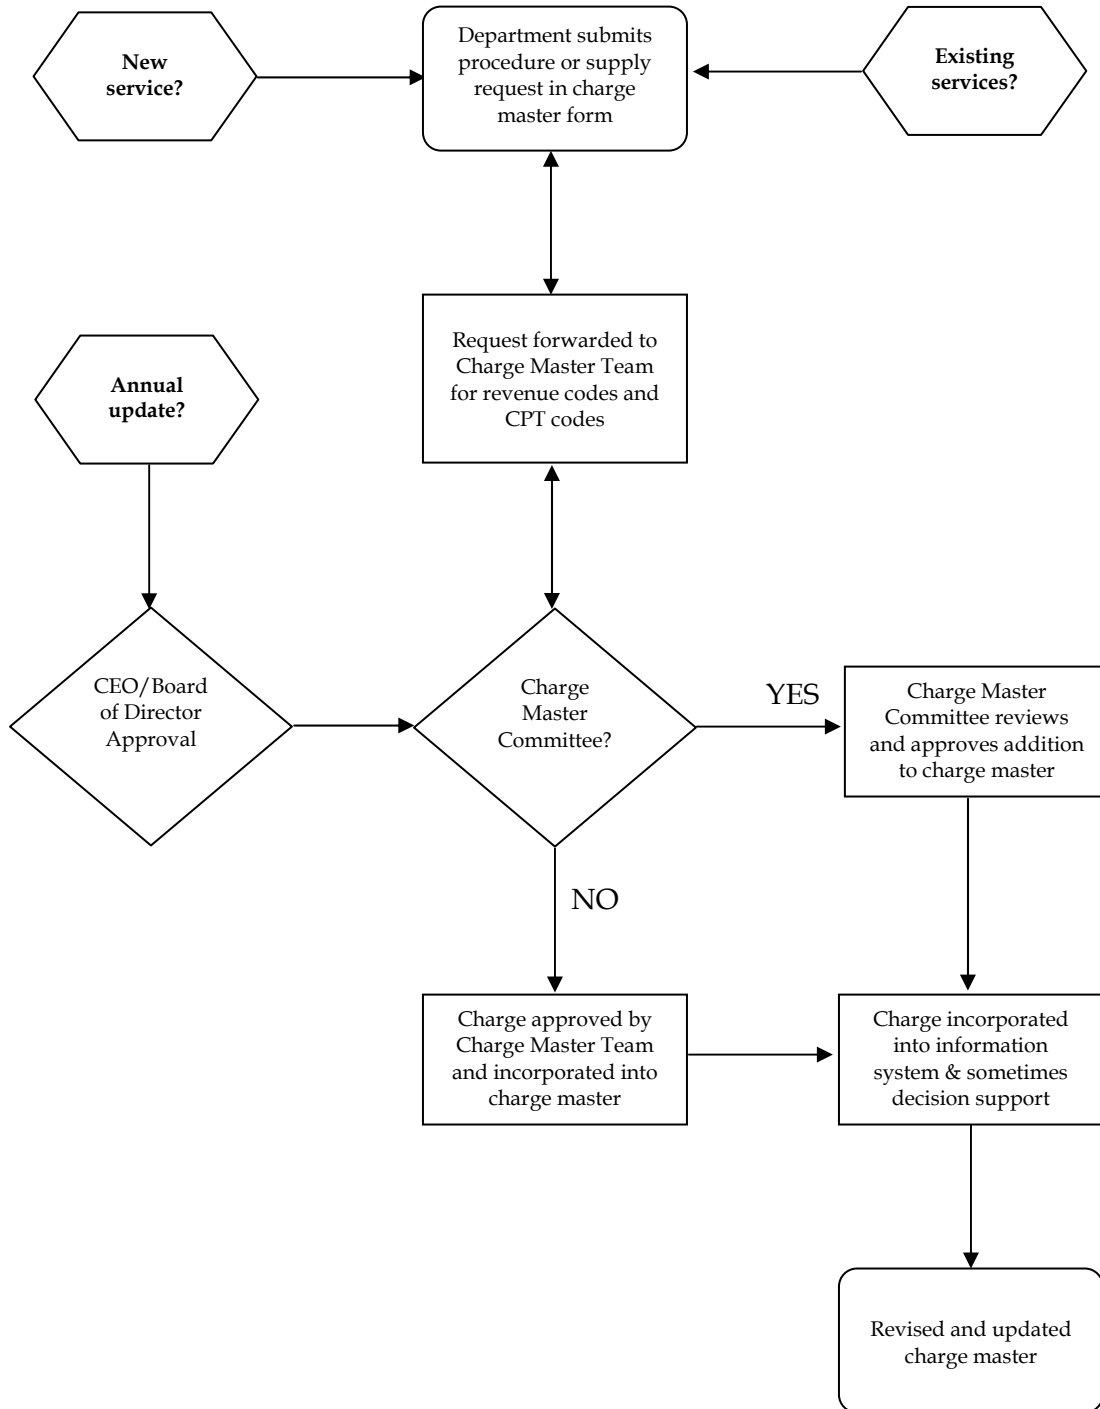 New
service?
Department submits
procedure or supply
request in charge
master form
Existing
services?
Request forwarded to
Charge Master Team
for revenue codes and
CPT codes
Annual
update?
CEO/Board
of Director
Approval
Charge
Master
Committee?
YES
Charge Master
Committee reviews
and approves addition
to charge master
NO
Charge approved by
Charge Master Team
and incorporated into
charge master
Charge incorporated
into information
system & sometimes
decision support
Revised and updated
charge master